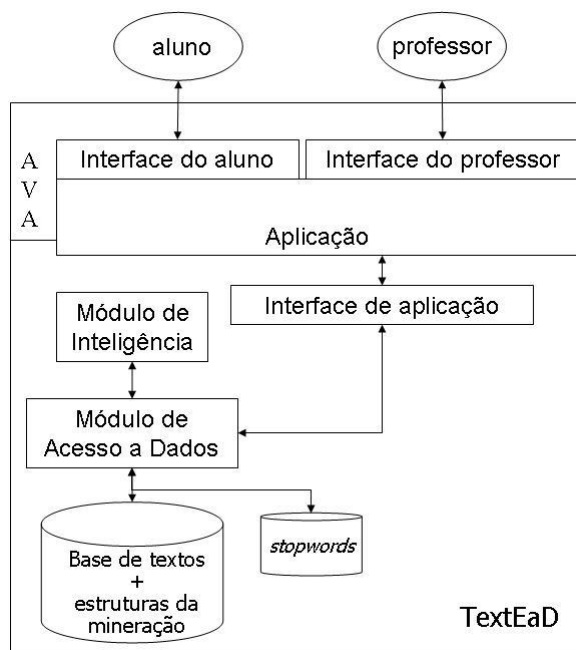 aluno
professor
A
V
A
Interface do aluno
Interface do professor
Aplicação
Interface de aplicação
Módulo de
Inteligência
Módulo de
Acesso a Dados
stopwords
Base de textos
+
estruturas da
mineração
TextEaD